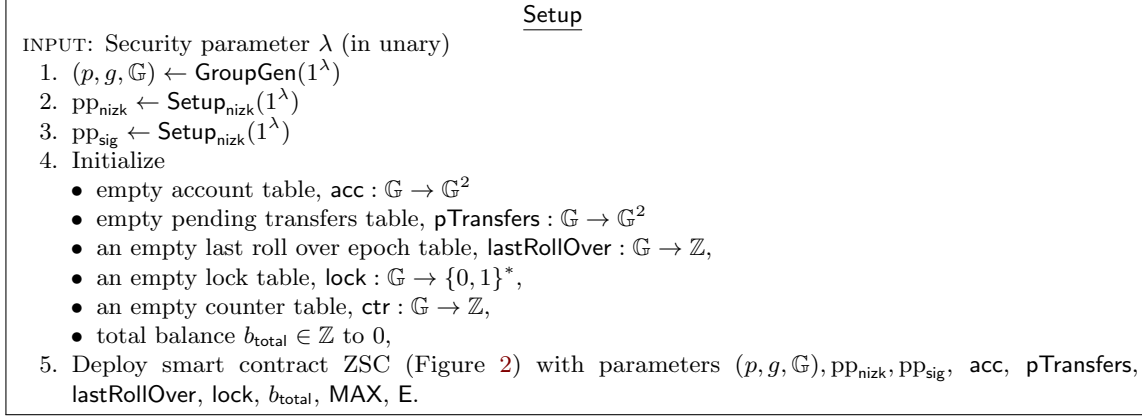 Setup
INPUT: Security parameter λ (in unary)
1. (p, g, 𝔾) ← GroupGen(1^λ)
2. pp_nizk ← Setup_nizk(1^λ)
3. pp_sig ← Setup_nizk(1^λ)
4. Initialize
• empty account table, acc : 𝔾 → 𝔾²
• empty pending transfers table, pTransfers : 𝔾 → 𝔾²
• an empty last roll over epoch table, lastRollOver : 𝔾 → ℤ,
• an empty lock table, lock : 𝔾 → {0, 1}*,
• an empty counter table, ctr : 𝔾 → ℤ,
• total balance b_total ∈ ℤ to 0,
5. Deploy smart contract ZSC (Figure 2) with parameters (p, g, 𝔾), pp_nizk, pp_sig, acc, pTransfers,
lastRollOver, lock, b_total, MAX, E.